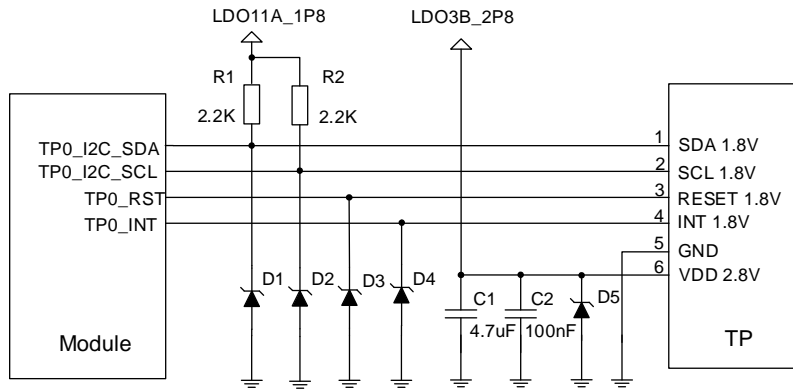 LDO11A_1P8
LDO3B_2P8
R1
R2
2.2K
2.2K
TP0_I2C_SDA
TP0_I2C_SCL
TP0_RST
TP0_INT
1
2
3
4
5
6
SDA 1.8V
SCL 1.8V
RESET 1.8V
INT 1.8V
GND
VDD 2.8V
D1
D2
D3
D4
C1
4.7uF
C2
100nF
D5
Module
TP